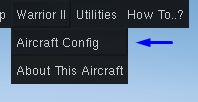 p Warrior II Utilities How To..?
Aircraft Config
About This Aircraft